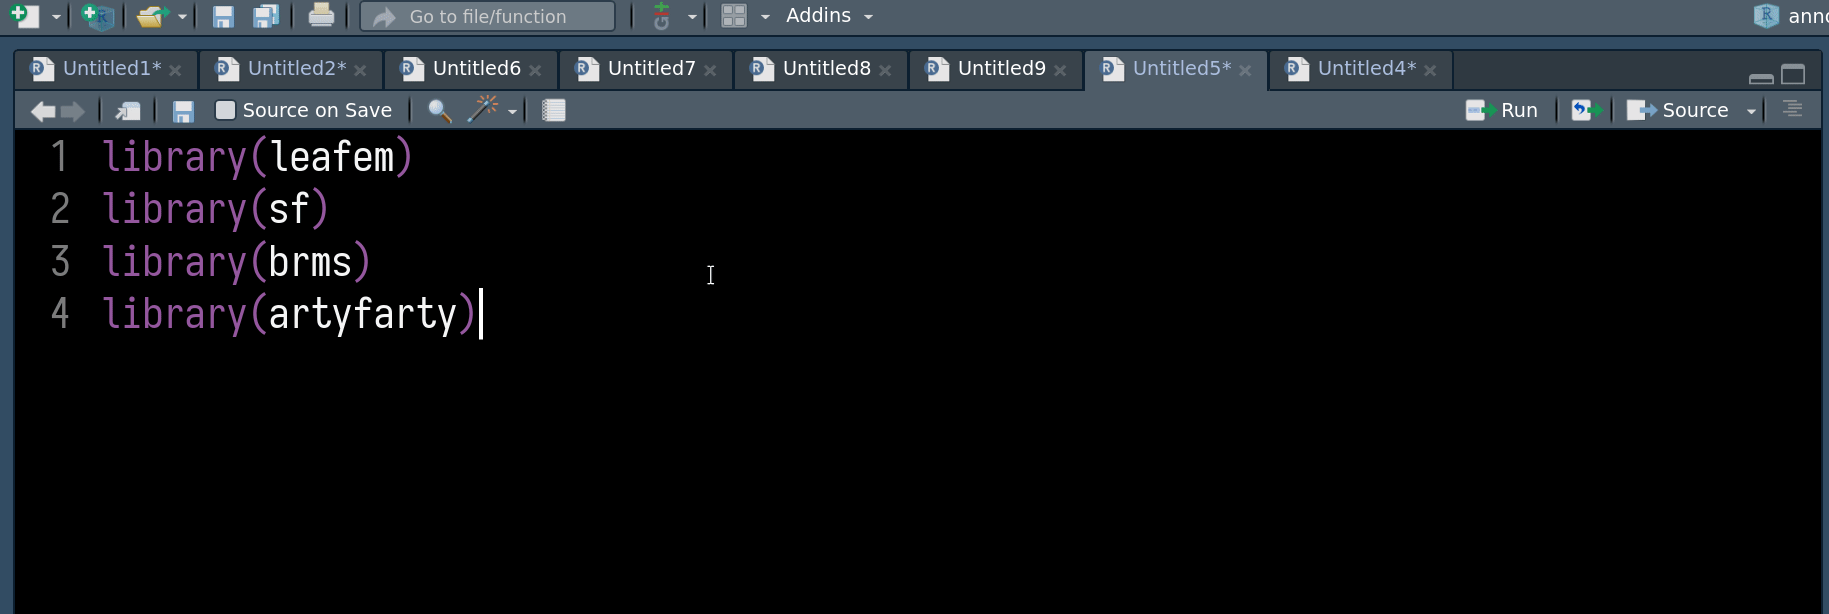 Go to file/function
Addins
Untitled1*
Untitled2*
Untitled6
Untitled7
Untitled8
Untitled9
Untitled5*
Untitled4*
Source on Save
Run
Source
1 library(leafem)
2 library(sf)
3 library(brms)
4 library(artyfarty)